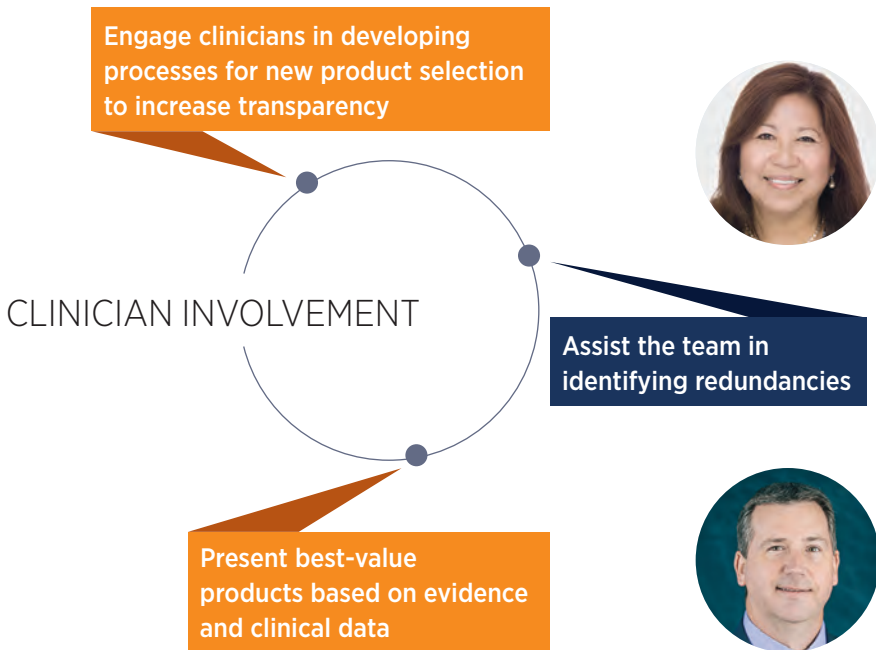 Engage clinicians in developing
processes for new product selection
to increase transparency
CLINICIAN INVOLVEMENT
Assist the team in
identifying redundancies
Present best-value
products based on evidence
and clinical data